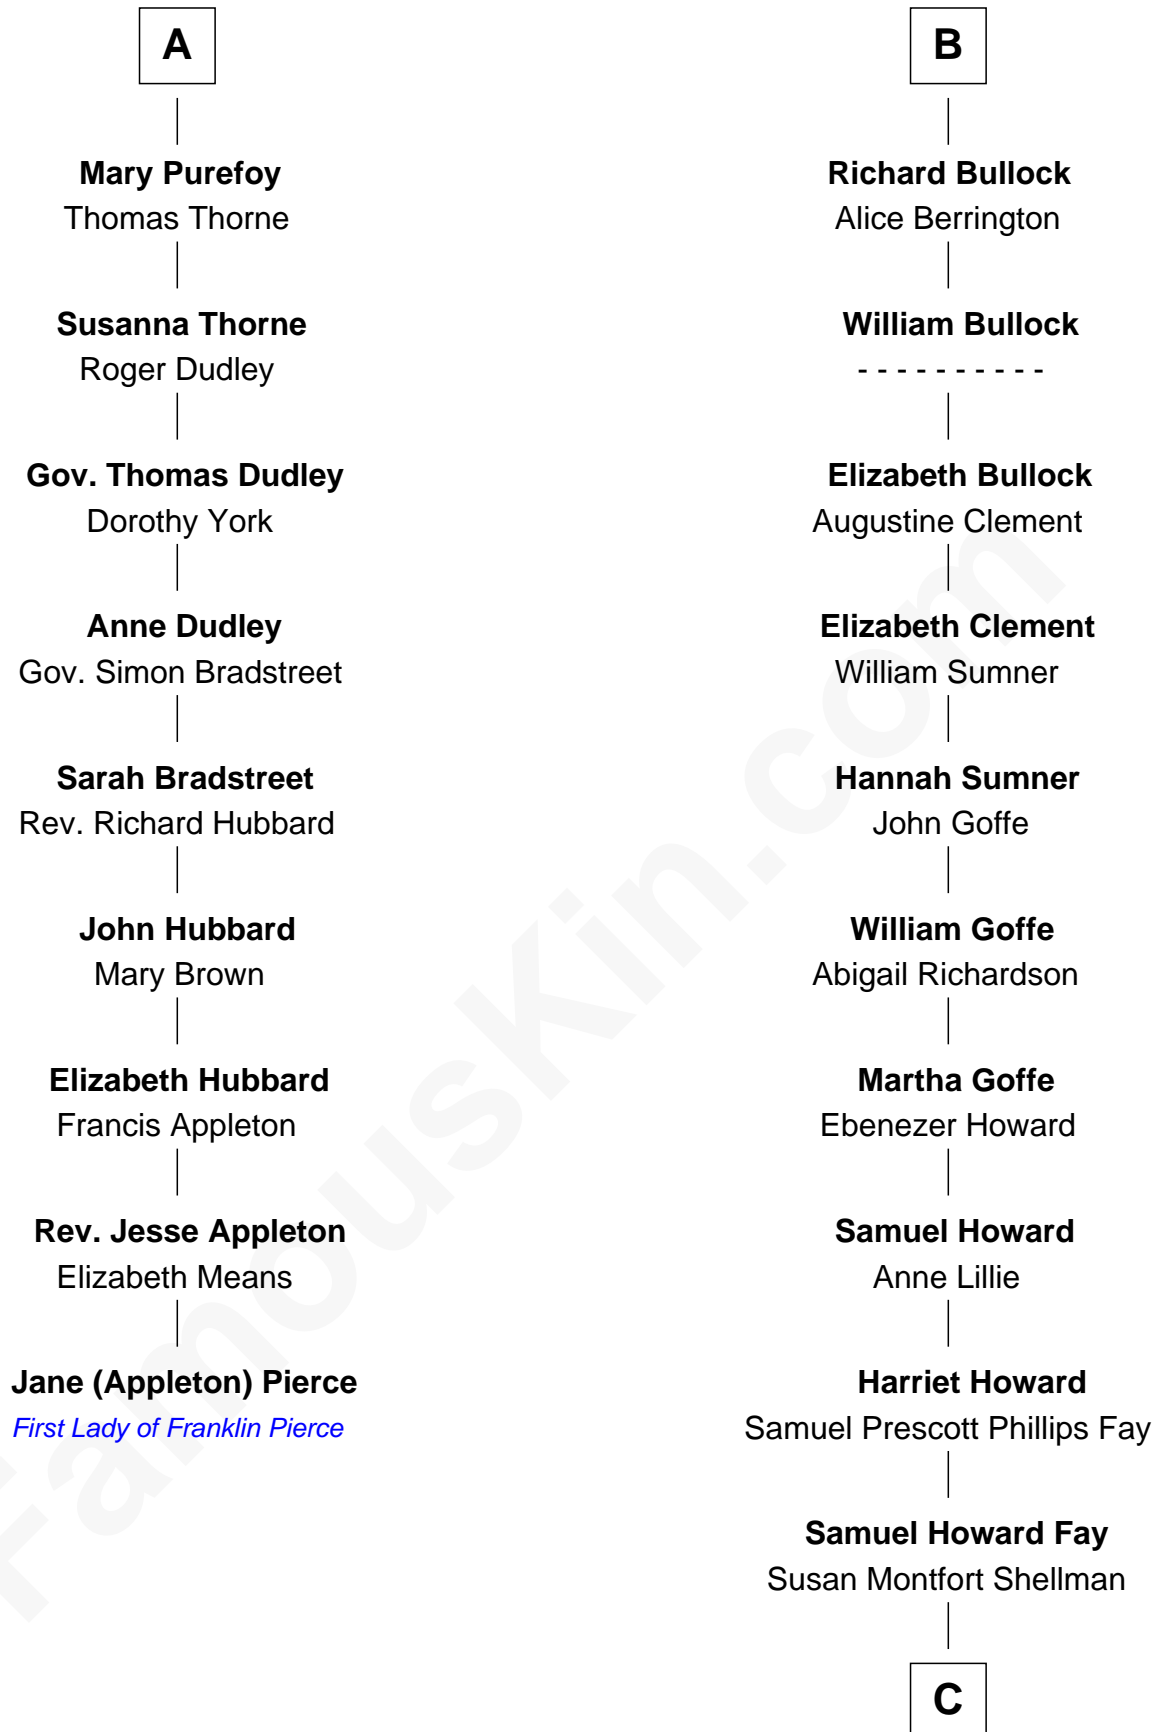 A
Mary Purefoy
Thomas Thorne
Susanna Thorne
Roger Dudley
Gov. Thomas Dudley
Dorothy York
Anne Dudley
Gov. Simon Bradstreet
Sarah Bradstreet
Rev. Richard Hubbard
John Hubbard
Mary Brown
Elizabeth Hubbard
Francis Appleton
Rev. Jesse Appleton
Elizabeth Means
Jane (Appleton) Pierce
First Lady of Franklin Pierce
B
Richard Bullock
Alice Berrington
William Bullock
- - - - - - - - - -
Elizabeth Bullock
Augustine Clement
Elizabeth Clement
William Sumner
Hannah Sumner
John Goffe
William Goffe
Abigail Richardson
Martha Goffe
Ebenezer Howard
Samuel Howard
Anne Lillie
Harriet Howard
Samuel Prescott Phillips Fay
Samuel Howard Fay
Susan Montfort Shellman
C
FamousKin.com